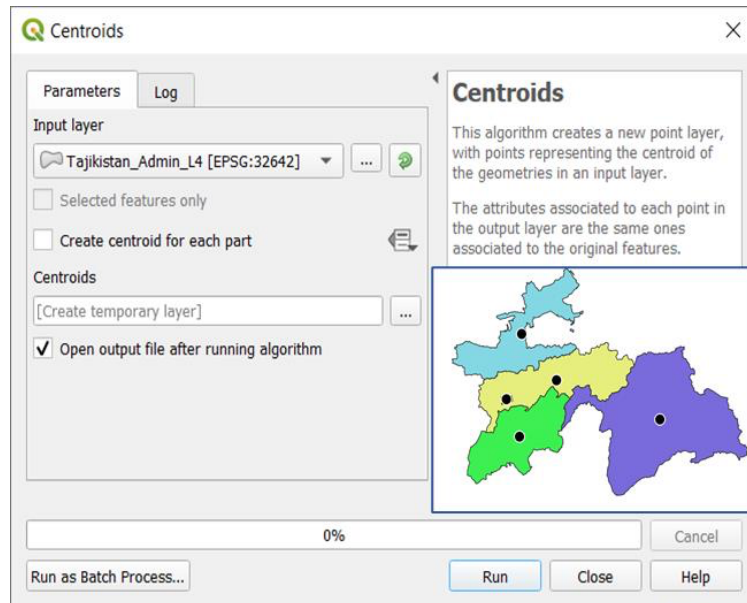 Centroids
Parameters
Log
Input layer
Tajikistan_Admin_L4 [EPSG:32642]
...
Selected features only
Create centroid for each part
Centroids
[Create temporary layer]
...
Open output file after running algorithm
Centroids
This algorithm creates a new point layer,
with points representing the centroid of
the geometries in an input layer.
The attributes associated to each point in
the output layer are the same ones
associated to the original features.
0%
Cancel
Run as Batch Process...
Run
Close
Help